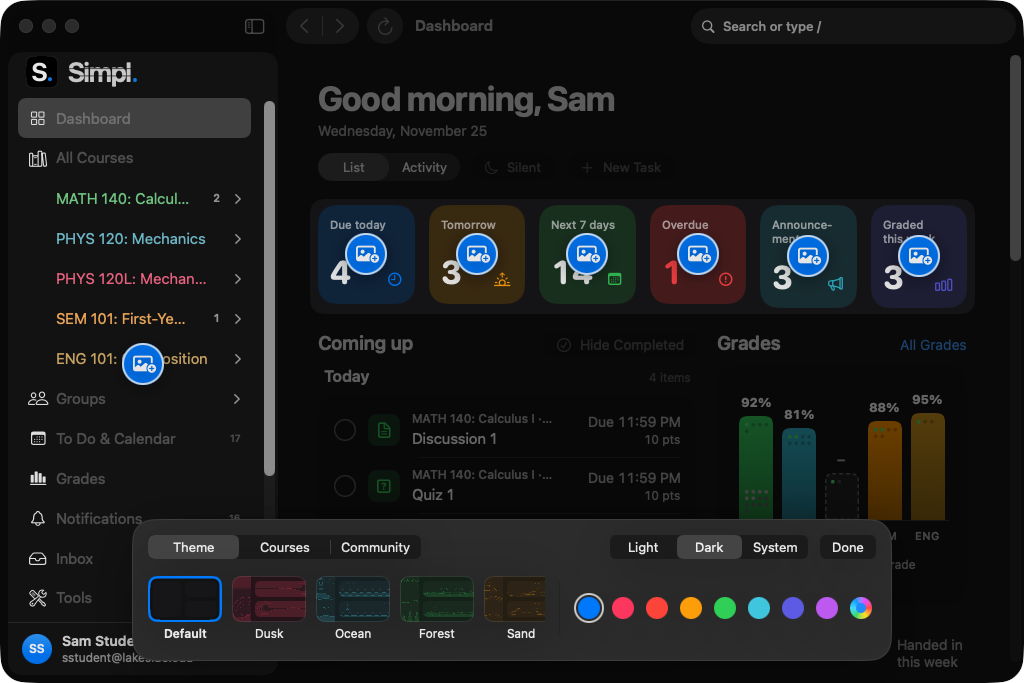 Dashboard
Search or type /
S. Simpl.
Dashboard
All Courses
MATH 140: Calcul... 2
PHYS 120: Mechanics
PHYS 120L: Mechan...
SEM 101: First-Ye... 1
ENG 101:
Groups
To Do & Calendar 17
Grades
Notifications 16
Inbox
Tools
SS
Sam Stude
sstudent@lakes
Good morning, Sam
Wednesday, November 25
List Activity Silent New Task
Due today
4
Tomorrow
3
Next 7 days
14
Overdue
1
Announce-
3
Graded
this
3
Coming up Hide Completed
Today 4 items
MATH 140: Calculus I ·...
Discussion 1
Due 11:59 PM
10 pts
MATH 140: Calculus I ·...
Quiz 1
Due 11:59 PM
10 pts
Grades All Grades
92% 81% – 88% 95%
ENG
Handed in
this week
Theme Courses Community
Light Dark System Done
Default Dusk Ocean Forest Sand